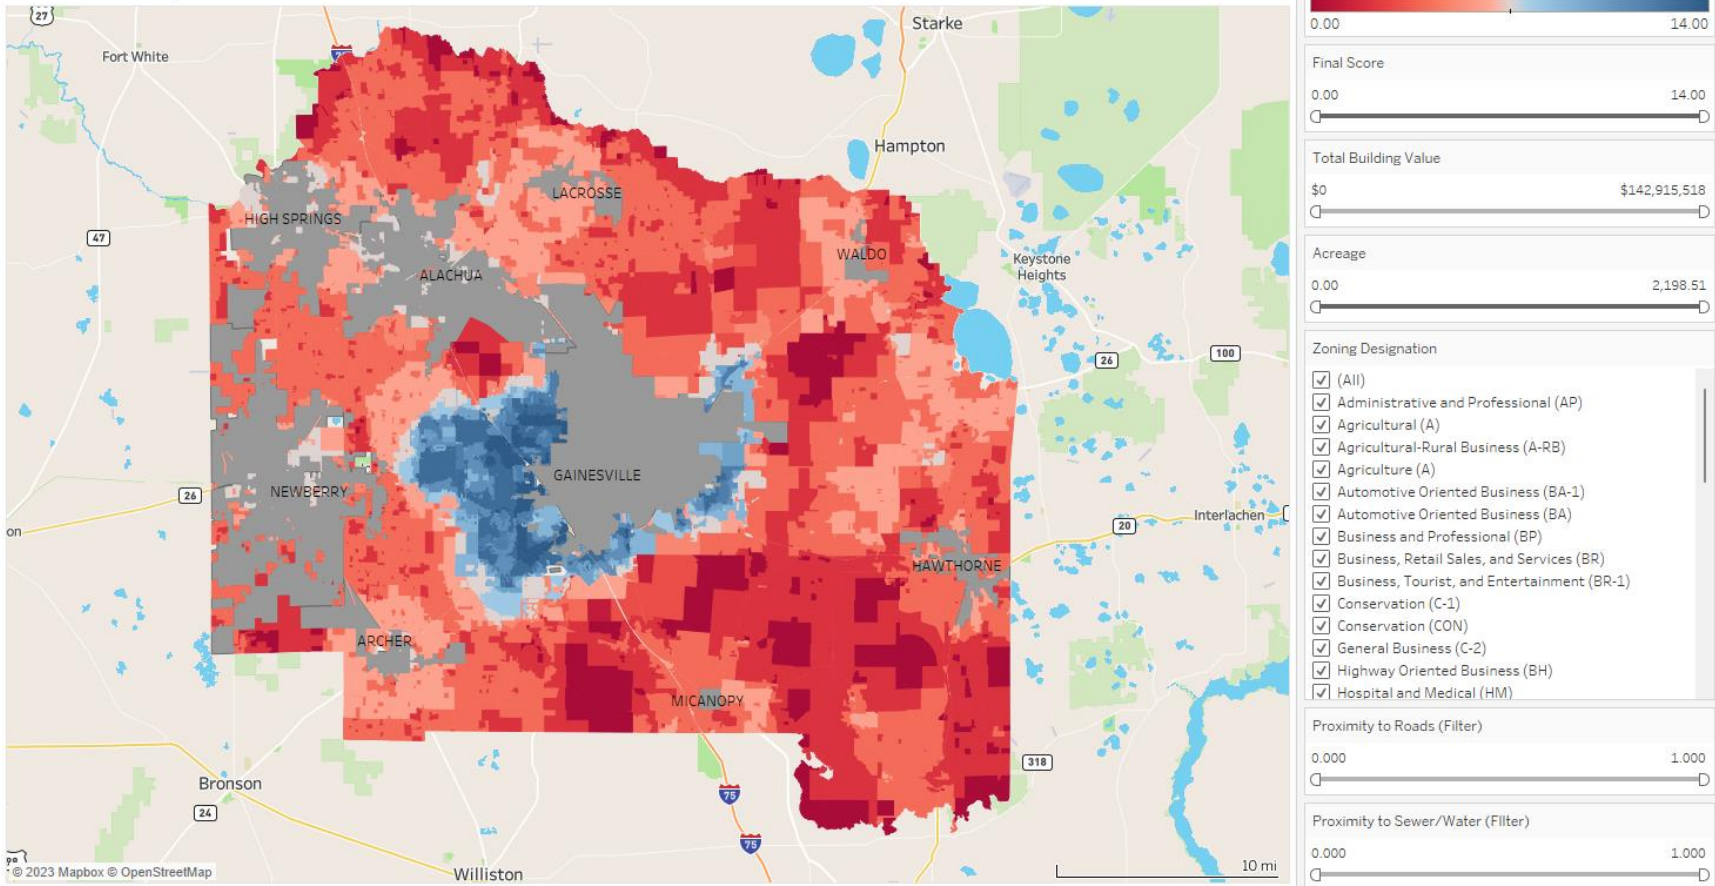 27
Starke
Fort White
Hampton
LACROSSE
HIGH SPRINGS
47
WALDO
Keystone
Heights
ALACHUA
26
100
GAINESVILLE
NEWBERRY
26
Interlachen
20
on
HAWTHORNE
ARCHER
MICANOPY
318
Bronson
75
24
75
10 mi
© 2023 Mapbox © OpenStreetMap
Williston
0.00 14.00
Final Score
0.00 14.00
Total Building Value
$0 $142,915,518
Acreage
0.00 2,198.51
Zoning Designation
(All)
Administrative and Professional (AP)
Agricultural (A)
Agricultural-Rural Business (A-RB)
Agriculture (A)
Automotive Oriented Business (BA-1)
Automotive Oriented Business (BA)
Business and Professional (BP)
Business, Retail Sales, and Services (BR)
Business, Tourist, and Entertainment (BR-1)
Conservation (C-1)
Conservation (CON)
General Business (C-2)
Highway Oriented Business (BH)
Hospital and Medical (HM)
Proximity to Roads (Filter)
0.000 1.000
Proximity to Sewer/Water (FIlter)
0.000 1.000